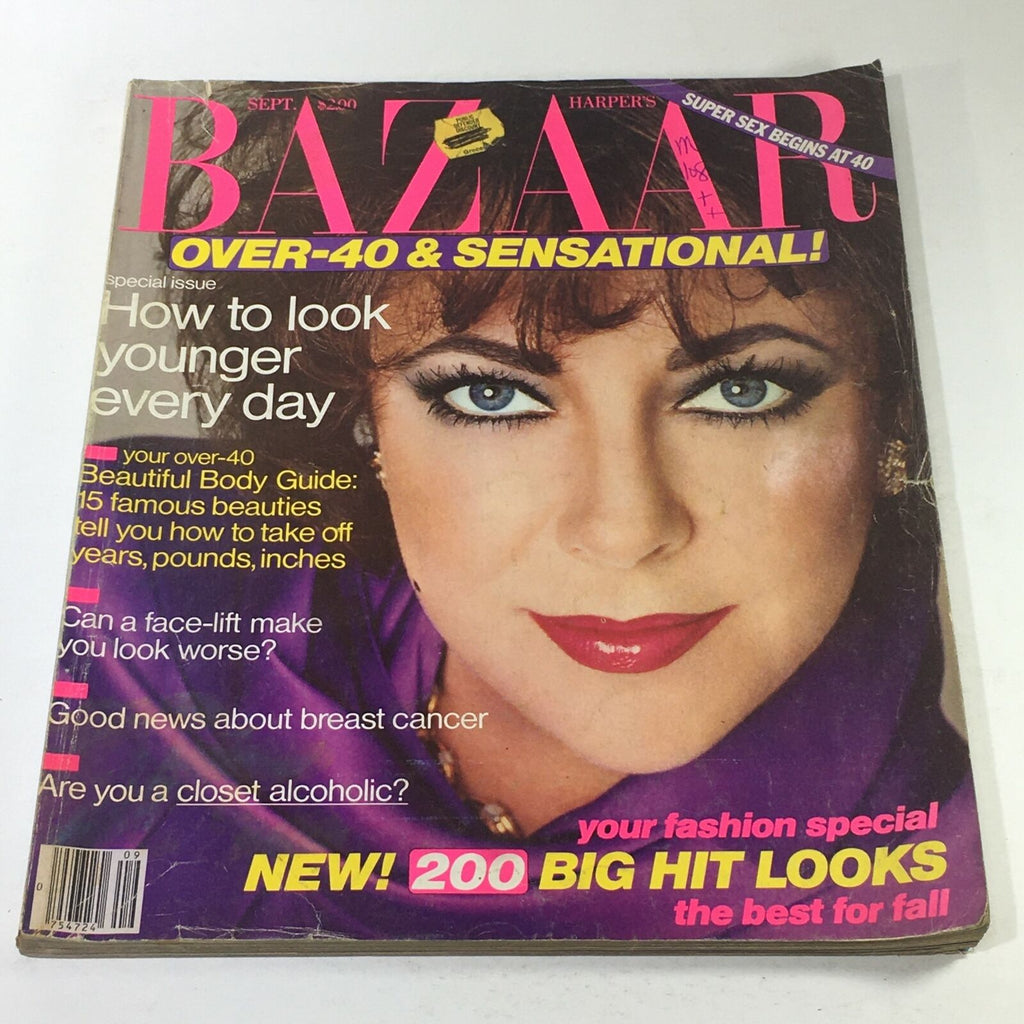 SEPT. $2.00
HARPER'S
BAZAAR
SUPER SEX BEGINS AT 40
OVER-40 & SENSATIONAL!
special issue
How to look
younger
every day
your over-40
Beautiful Body Guide:
15 famous beauties
tell you how to take off
years, pounds, inches
Can a face-lift make
you look worse?
Good news about breast cancer
Are you a closet alcoholic?
your fashion special
NEW! 200 BIG HIT LOOKS
the best for fall
09
0
754724